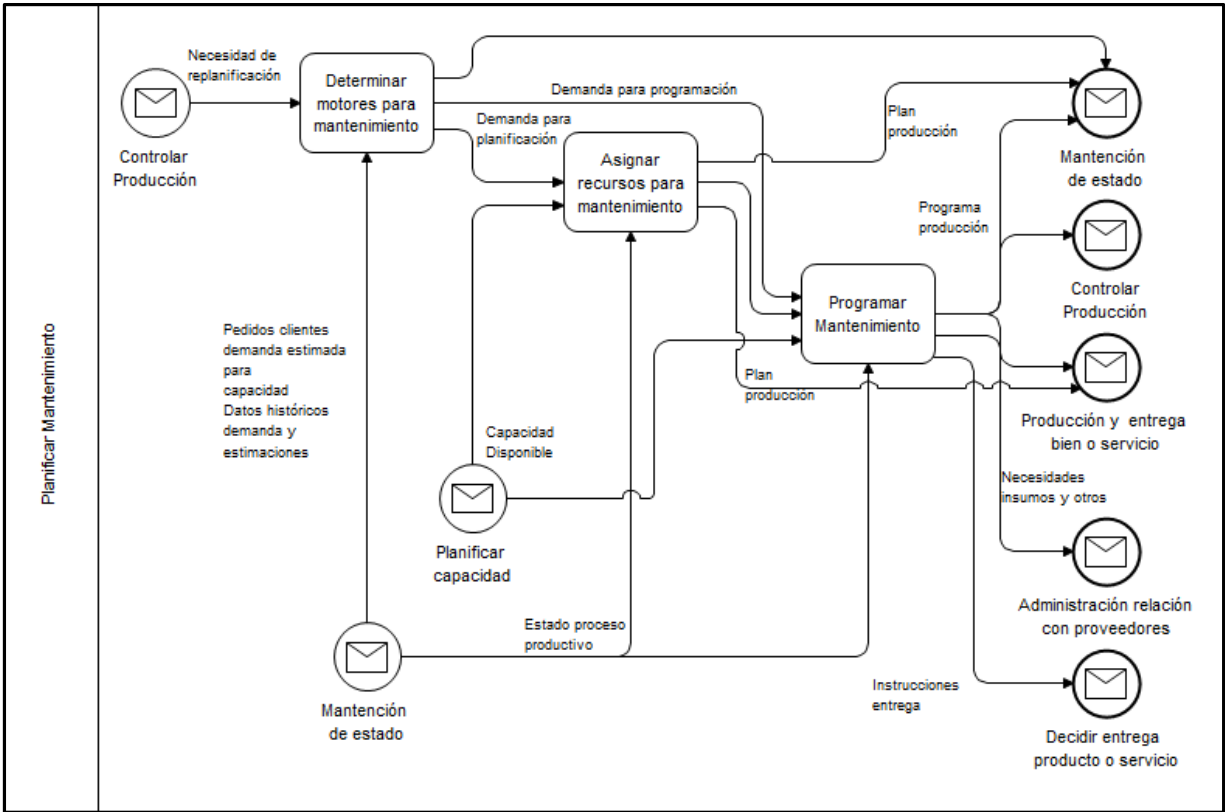 Planificar Mantenimiento
Necesidad de
replanificación
Controlar
Producción
Determinar
motores para
mantenimiento
Demanda para programación
Demanda para
planificación
Asignar
recursos para
mantenimiento
Plan
producción
Mantención
de estado
Programa
producción
Controlar
Producción
Programar
Mantenimiento
Pedidos clientes
demanda estimada
para
capacidad
Datos históricos
demanda y
estimaciones
Plan
producción
Producción y entrega
bien o servicio
Capacidad
Disponible
Planificar
capacidad
Necesidades
insumos y otros
Administración relación
con proveedores
Estado proceso
productivo
Mantención
de estado
Instrucciones
entrega
Decidir entrega
producto o servicio